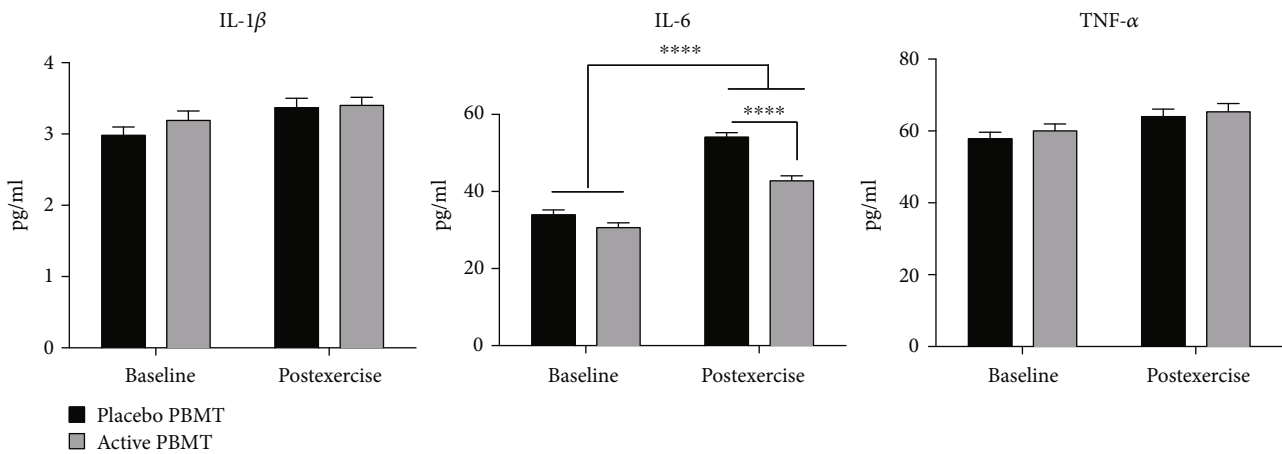 IL-1β
4
3
2
1
0
pg/ml
Baseline
Postexercise
IL-6
****
****
60
40
20
0
pg/ml
Baseline
Postexercise
TNF-α
80
60
40
20
0
pg/ml
Baseline
Postexercise
Placebo PBMT
Active PBMT